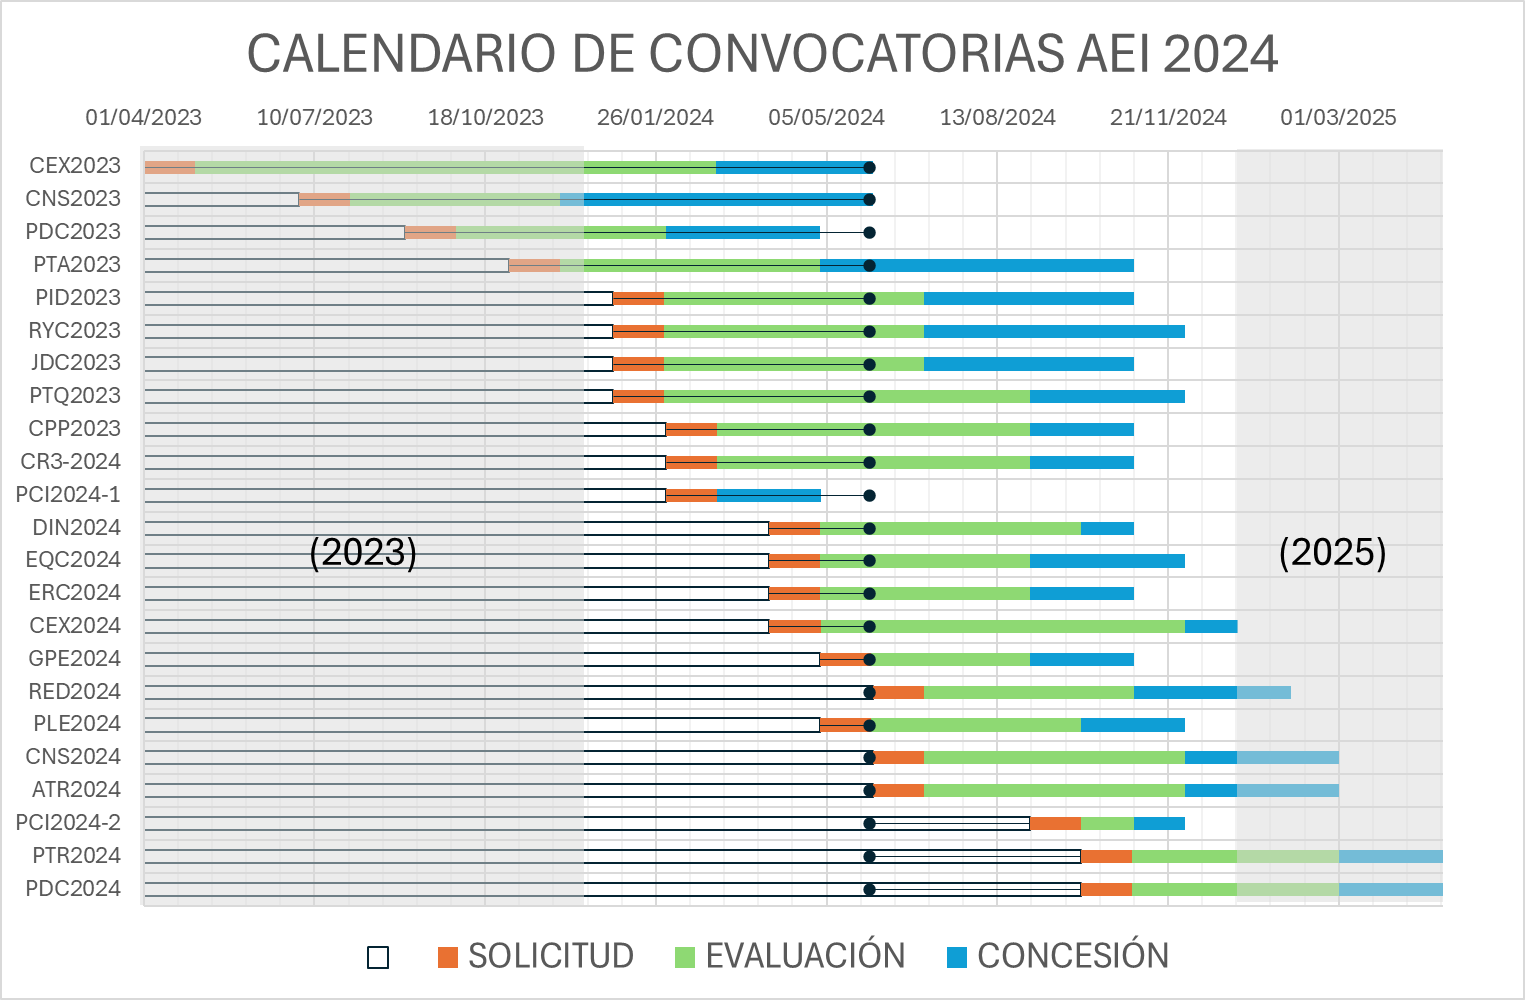 CALENDARIO DE CONVOCATORIAS AEI 2024
01/04/2023 10/07/2023 18/10/2023 26/01/2024 05/05/2024 13/08/2024 21/11/2024 01/03/2025
CEX2023
CNS2023
PDC2023
PTA2023
PID2023
RYC2023
JDC2023
PTQ2023
CPP2023
CR3-2024
PCI2024-1
DIN2024
(2023) (2025)
EQC2024
ERC2024
CEX2024
GPE2024
RED2024
PLE2024
CNS2024
ATR2024
PCI2024-2
PTR2024
PDC2024
SOLICITUD EVALUACIÓN CONCESIÓN